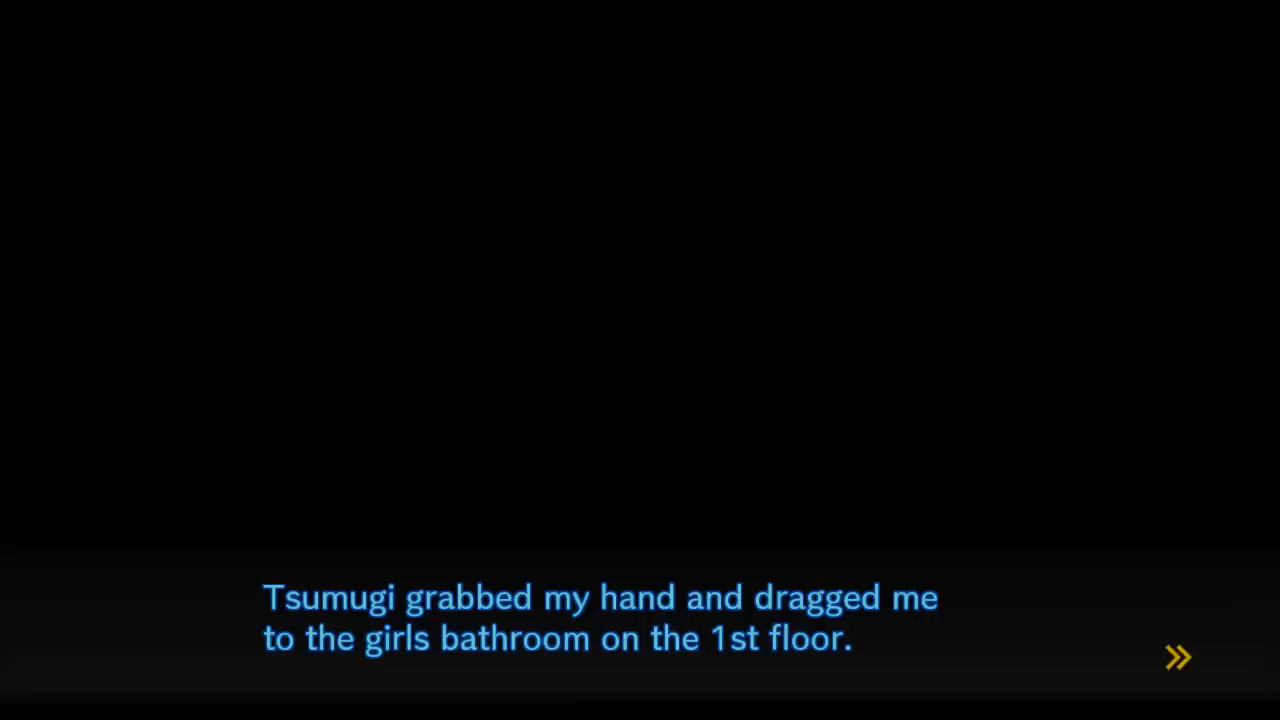 Tsumugi grabbed my hand and dragged me
to the girls bathroom on the 1st floor.